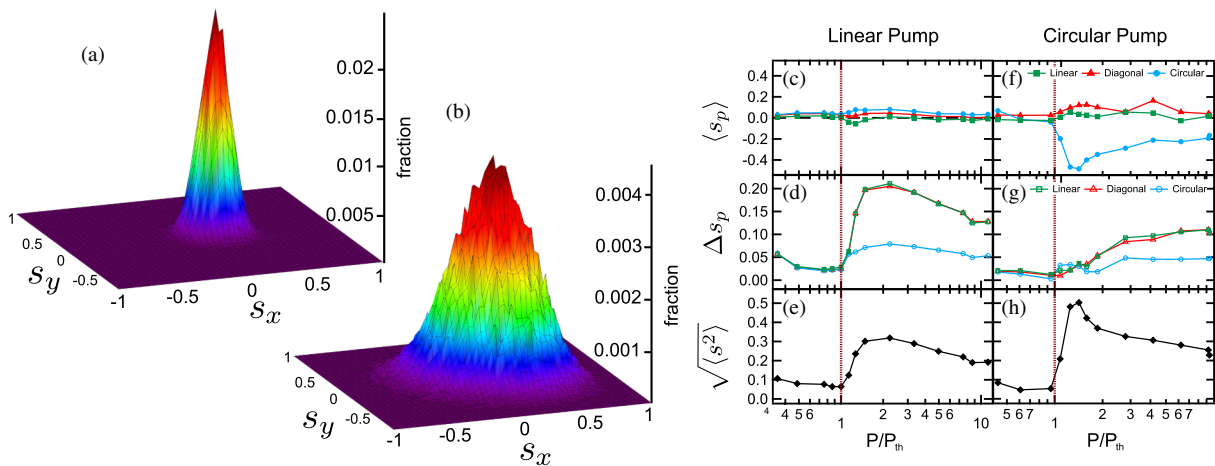 (a)
0.02
0.01
0.005
fraction
1
0.5
0
-0.5
-1
-0.5
0
0.5
1
s_y
s_x
(b)
0.004
0.003
0.002
0.001
fraction
1
0.5
0
-0.5
-1
-0.5
0
0.5
1
s_y
s_x
Linear Pump
Circular Pump
(c)
0.4
0.2
0.0
-0.2
-0.4
⟨s_p⟩
(f)
Linear Diagonal Circular
(d)
0.20
0.15
0.10
0.05
0.00
Δs_p
(g)
Linear Diagonal Circular
(e)
0.5
0.4
0.3
0.2
0.1
0.0
√⟨s²⟩
(h)
4 4 5 6 1 2 3 4 5 6 10
5 6 7 1 2 3 4 5 6 7
P/P_th
P/P_th